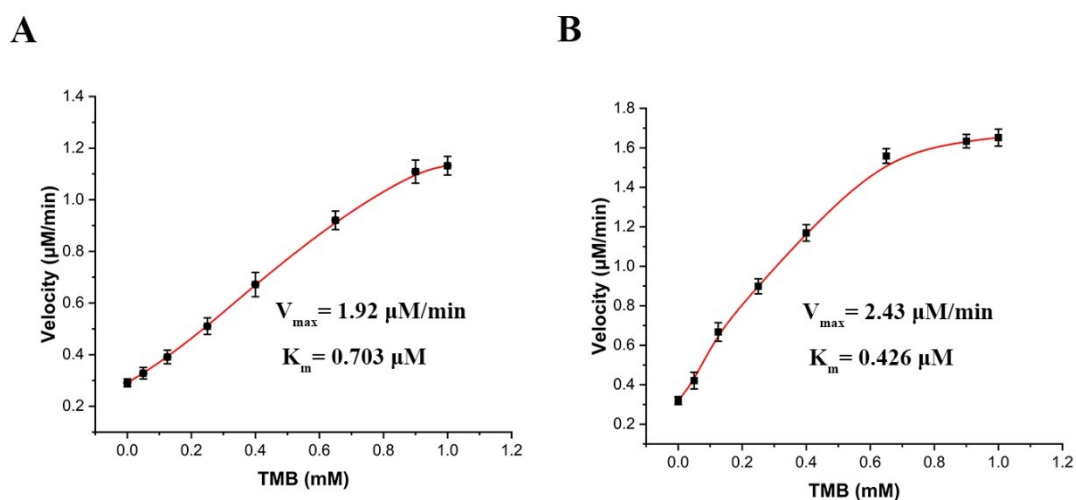 A
1.4
1.2
1.0
0.8
0.6
0.4
0.2
Velocity (µM/min)
V_max = 1.92 µM/min
K_m = 0.703 µM
0.0 0.2 0.4 0.6 0.8 1.0 1.2
TMB (mM)
B
1.8
1.6
1.4
1.2
1.0
0.8
0.6
0.4
0.2
Velocity (µM/min)
V_max = 2.43 µM/min
K_m = 0.426 µM
0.0 0.2 0.4 0.6 0.8 1.0 1.2
TMB (mM)